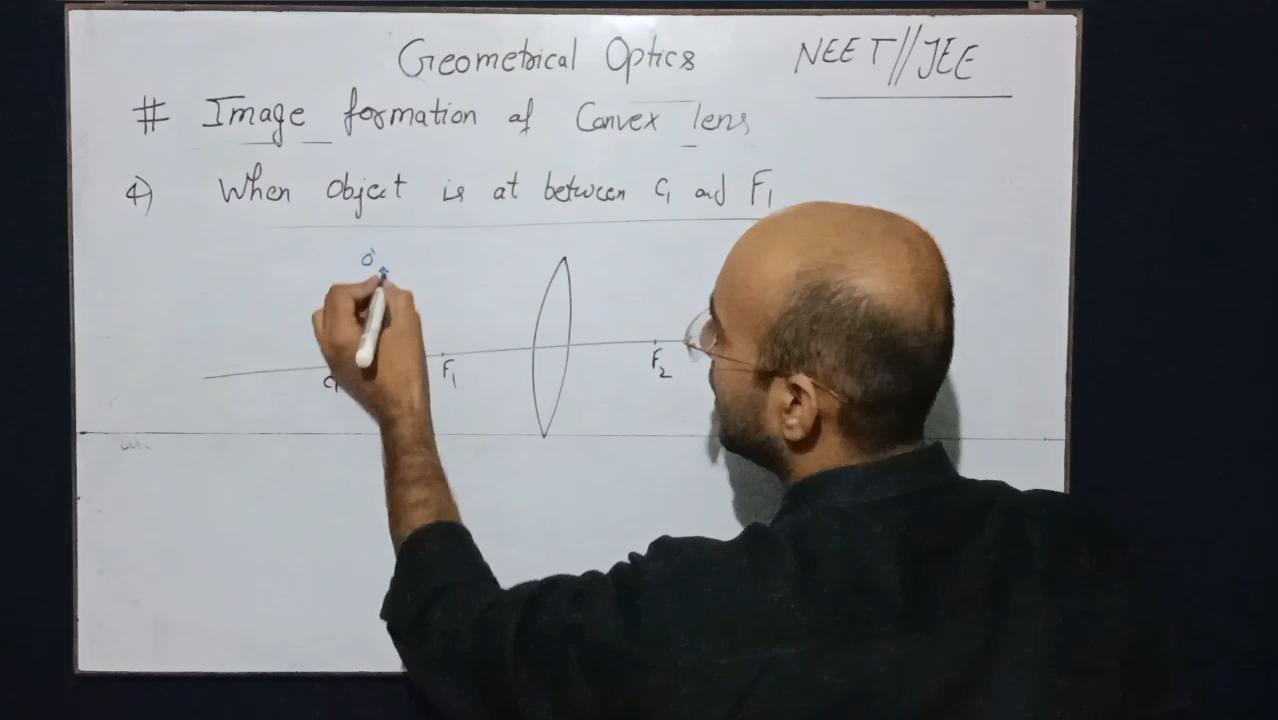 Geometrical Optics
NEET//JEE
# Image formation of Convex lens
4) When Object is at between C₁ and F₁
O'
C₁ F₁ F₂